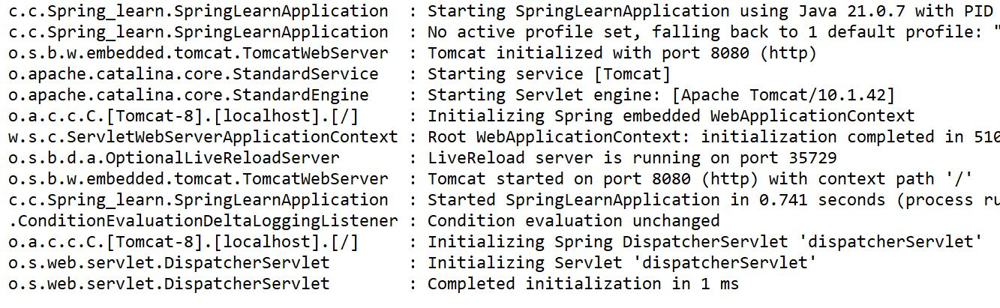 c.c.Spring_learn.SpringLearnApplication : Starting SpringLearnApplication using Java 21.0.7 with PID
c.c.Spring_learn.SpringLearnApplication : No active profile set, falling back to 1 default profile: "
o.s.b.w.embedded.tomcat.TomcatWebServer : Tomcat initialized with port 8080 (http)
o.apache.catalina.core.StandardService : Starting service [Tomcat]
o.apache.catalina.core.StandardEngine : Starting Servlet engine: [Apache Tomcat/10.1.42]
o.a.c.c.C.[Tomcat-8].[localhost].[/] : Initializing Spring embedded WebApplicationContext
w.s.c.ServletWebServerApplicationContext : Root WebApplicationContext: initialization completed in 510
o.s.b.d.a.OptionalLiveReloadServer : LiveReload server is running on port 35729
o.s.b.w.embedded.tomcat.TomcatWebServer : Tomcat started on port 8080 (http) with context path '/'
c.c.Spring_learn.SpringLearnApplication : Started SpringLearnApplication in 0.741 seconds (process ru
.ConditionEvaluationDeltaLoggingListener : Condition evaluation unchanged
o.a.c.c.C.[Tomcat-8].[localhost].[/] : Initializing Spring DispatcherServlet 'dispatcherServlet'
o.s.web.servlet.DispatcherServlet : Initializing Servlet 'dispatcherServlet'
o.s.web.servlet.DispatcherServlet : Completed initialization in 1 ms